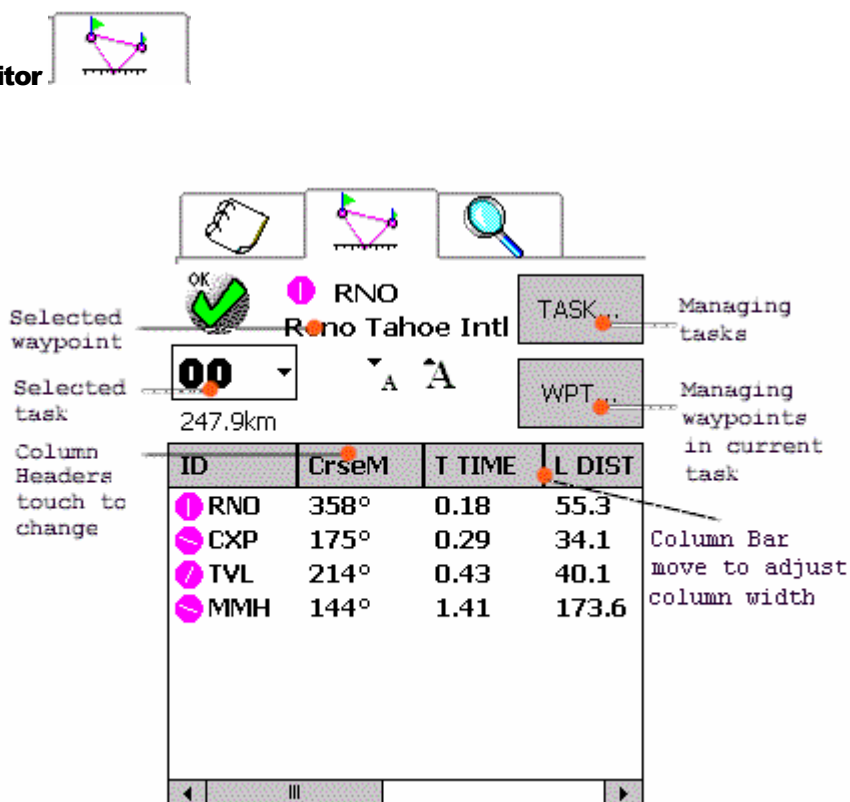 itor
OK
RNO
Reno Tahoe Intl
TASK...
Selected
waypoint
Managing
tasks
00
A A
WPT...
247.9km
Selected
task
Managing
waypoints
in current
task
Column
Headers
touch to
change
ID CrseM T TIME L DIST
RNO 358° 0.18 55.3
CXP 175° 0.29 34.1
TVL 214° 0.43 40.1
MMH 144° 1.41 173.6
Column Bar
move to adjust
column width